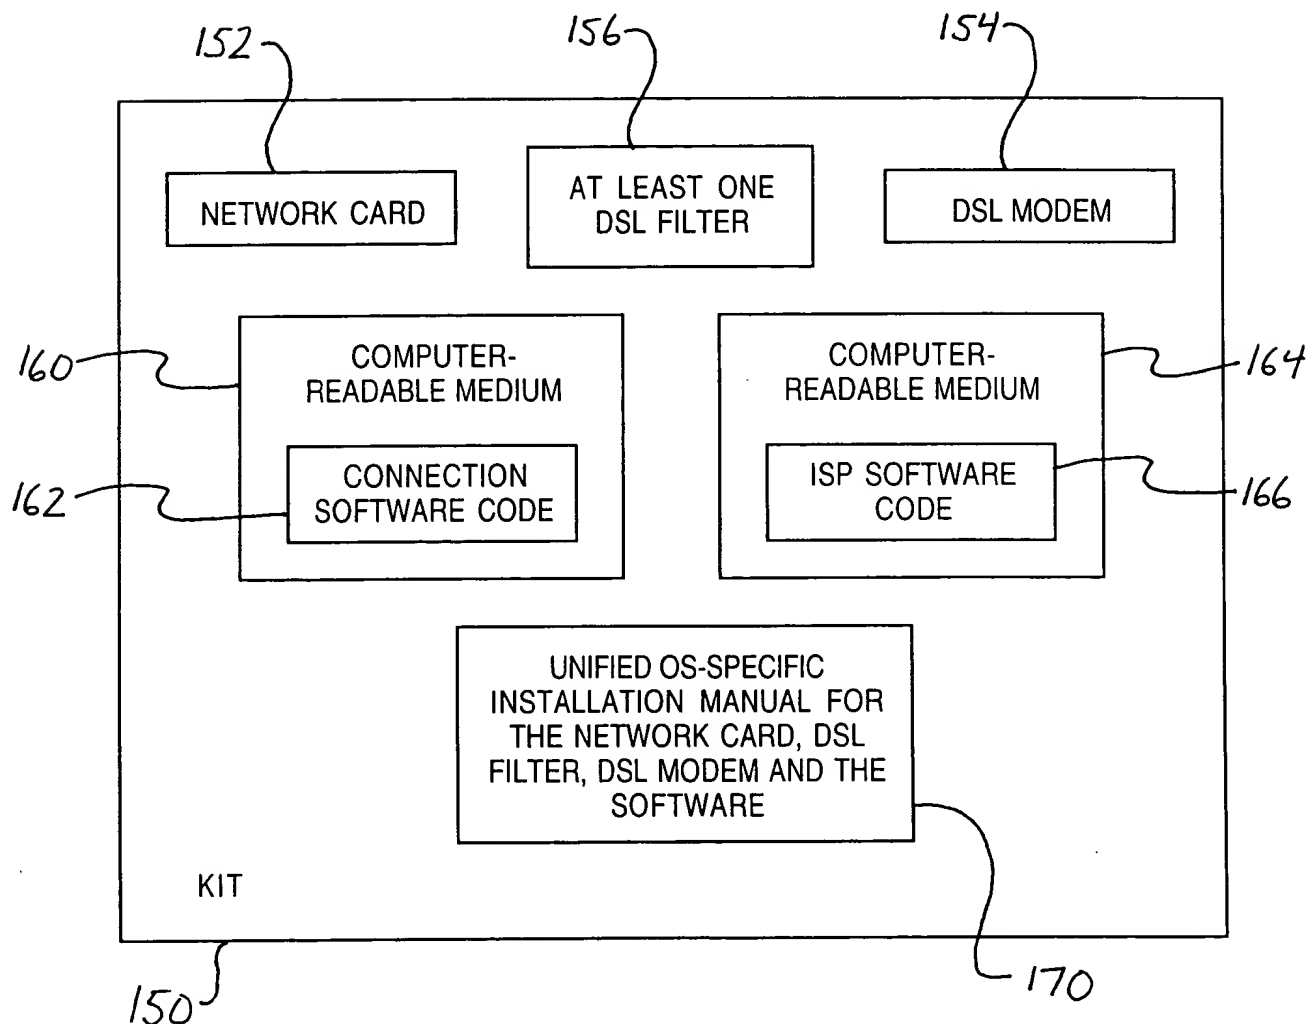 152
156
154
NETWORK CARD
AT LEAST ONE
DSL FILTER
DSL MODEM
160
COMPUTER-
READABLE MEDIUM
COMPUTER-
READABLE MEDIUM
164
162
CONNECTION
SOFTWARE CODE
ISP SOFTWARE
CODE
166
UNIFIED OS-SPECIFIC
INSTALLATION MANUAL FOR
THE NETWORK CARD, DSL
FILTER, DSL MODEM AND THE
SOFTWARE
KIT
150
170